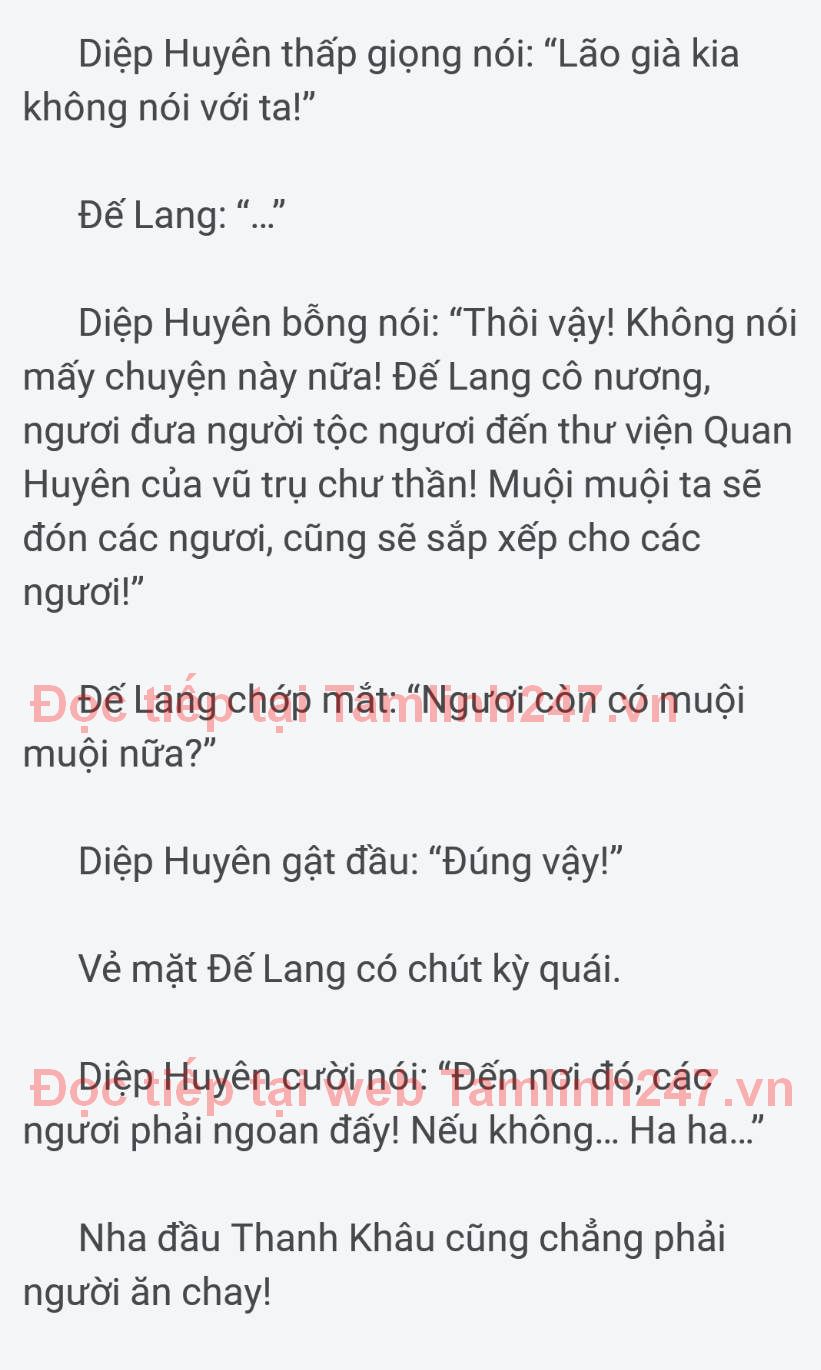 Diệp Huyên thấp giọng nói: “Lão già kia
không nói với ta!”
Đế Lang: “…”
Diệp Huyên bỗng nói: “Thôi vậy! Không nói
mấy chuyện này nữa! Đế Lang cô nương,
ngươi đưa người tộc ngươi đến thư viện Quan
Huyên của vũ trụ chư thần! Muội muội ta sẽ
đón các ngươi, cũng sẽ sắp xếp cho các
ngươi!”
Đế Lang chớp mắt: “Ngươi còn có muội
Đọc tiếp tại Tamlinh247.vn
muội nữa?”
Diệp Huyên gật đầu: “Đúng vậy!”
Vẻ mặt Đế Lang có chút kỳ quái.
Diệp Huyên cười nói: “Đến nơi đó, các
Đọc tiếp tại web Tamlinh247.vn
ngươi phải ngoan đấy! Nếu không… Ha ha…”
Nha đầu Thanh Khâu cũng chẳng phải
người ăn chay!